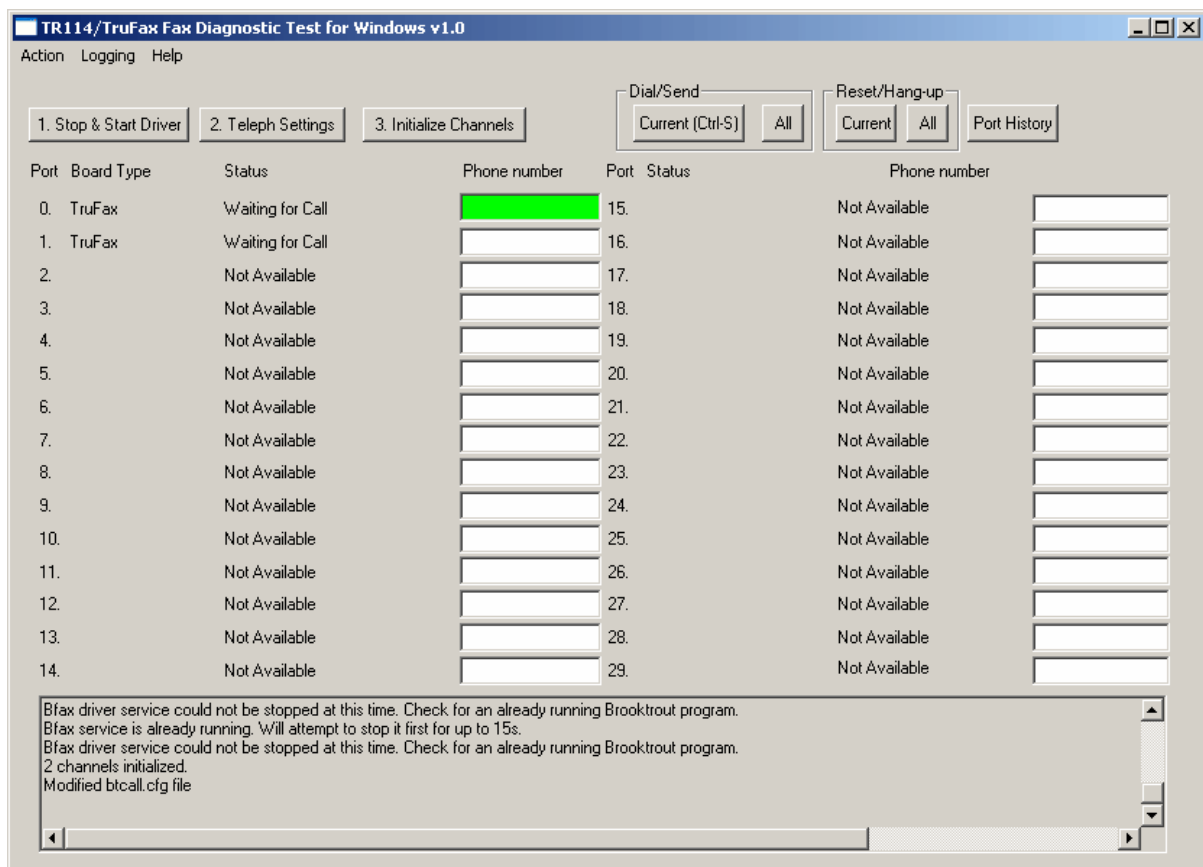 TR114/TruFax Fax Diagnostic Test for Windows v1.0
Action Logging Help
Dial/Send Reset/Hang-up
1. Stop & Start Driver 2. Teleph Settings 3. Initialize Channels Current (Ctrl-S) All Current All Port History
Port Board Type Status Phone number Port Status Phone number
0. TruFax Waiting for Call 15. Not Available
1. TruFax Waiting for Call 16. Not Available
2. Not Available 17. Not Available
3. Not Available 18. Not Available
4. Not Available 19. Not Available
5. Not Available 20. Not Available
6. Not Available 21. Not Available
7. Not Available 22. Not Available
8. Not Available 23. Not Available
9. Not Available 24. Not Available
10. Not Available 25. Not Available
11. Not Available 26. Not Available
12. Not Available 27. Not Available
13. Not Available 28. Not Available
14. Not Available 29. Not Available
Bfax driver service could not be stopped at this time. Check for an already running Brooktrout program.
Bfax service is already running. Will attempt to stop it first for up to 15s.
Bfax driver service could not be stopped at this time. Check for an already running Brooktrout program.
2 channels initialized.
Modified btcall.cfg file